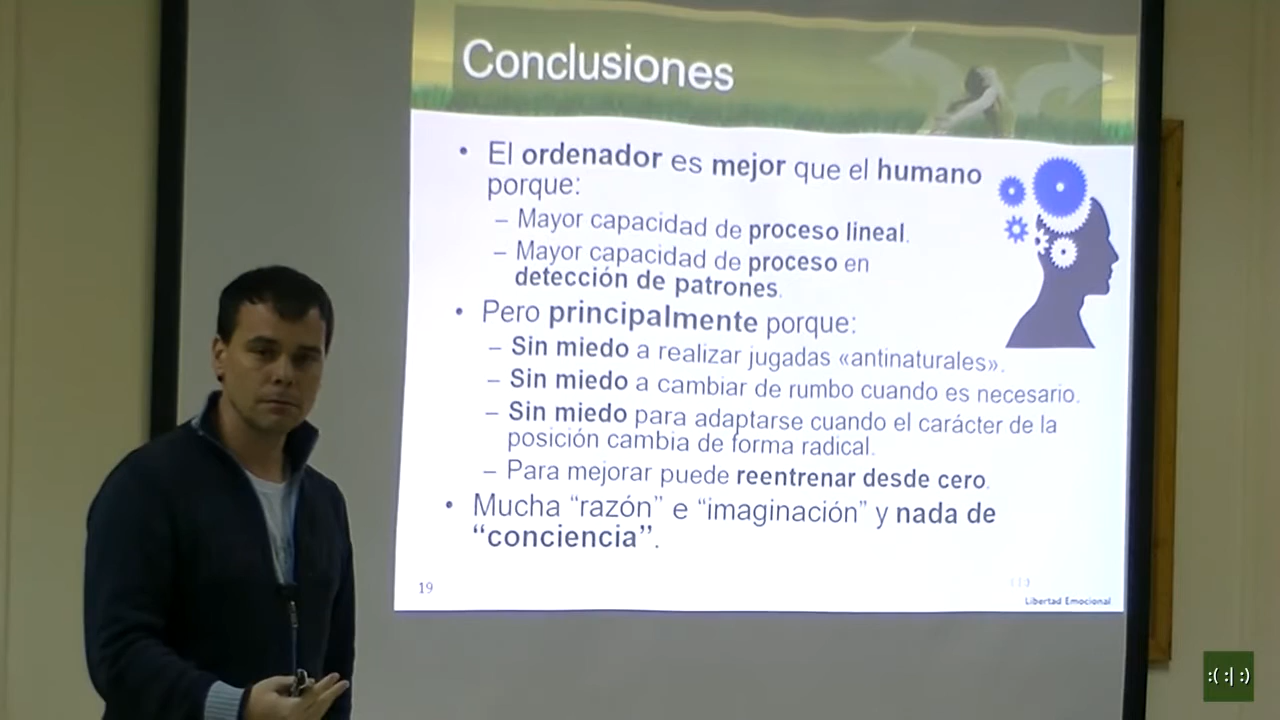 Conclusiones
• El ordenador es mejor que el humano
porque:
– Mayor capacidad de proceso lineal.
– Mayor capacidad de proceso en
detección de patrones.
• Pero principalmente porque:
– Sin miedo a realizar jugadas «antinaturales».
– Sin miedo a cambiar de rumbo cuando es necesario.
– Sin miedo para adaptarse cuando el carácter de la
posición cambia de forma radical.
– Para mejorar puede reentrenar desde cero.
• Mucha “razón” e “imaginación” y nada de
“conciencia”.
19
Libertad Emocional
:( :| :)